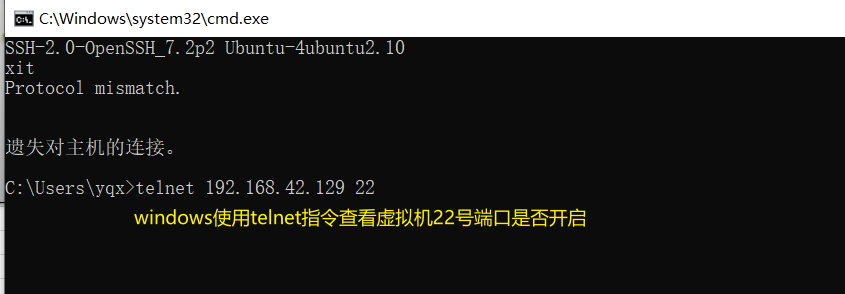 C:\Windows\system32\cmd.exe
SSH-2.0-OpenSSH_7.2p2 Ubuntu-4ubuntu2.10
xit
Protocol mismatch.
遗失对主机的连接。
C:\Users\yqx>telnet 192.168.42.129 22
windows使用telnet指令查看虚拟机22号端口是否开启